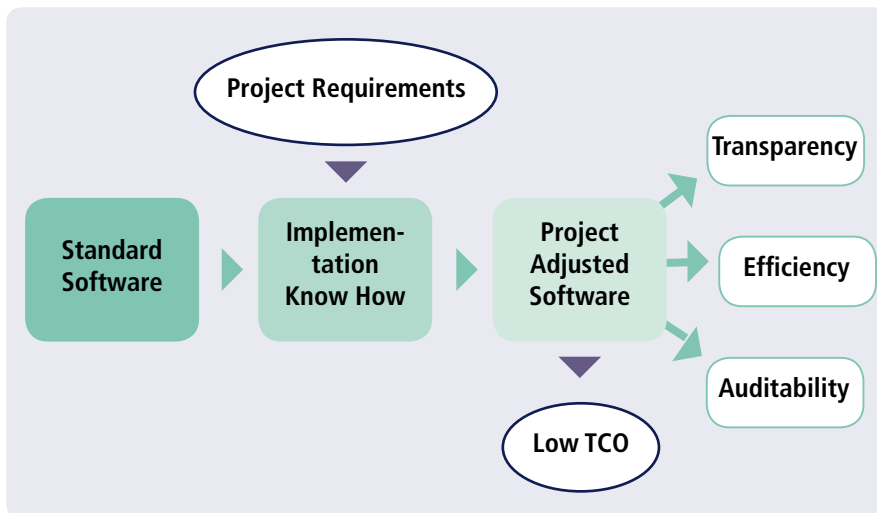 Project Requirements
Standard
Software
Implemen-
tation
Know How
Project
Adjusted
Software
Transparency
Efficiency
Auditability
Low TCO